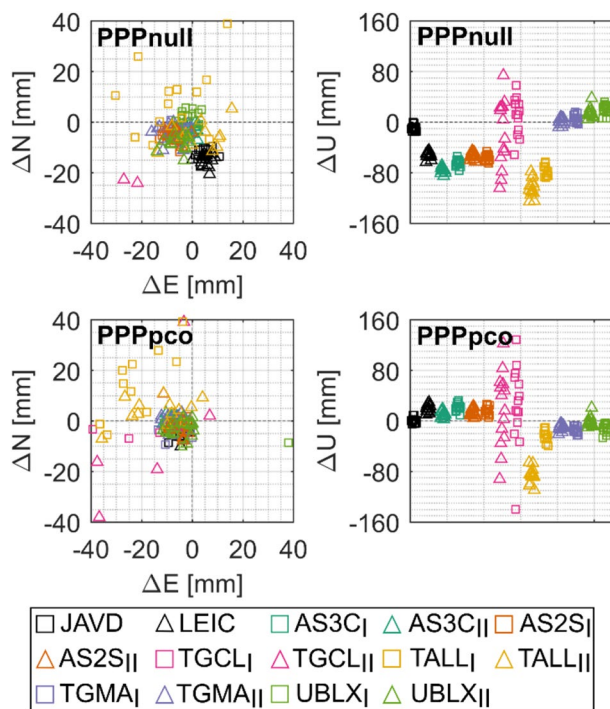 PPPnull
PPPnull
40
20
0
-20
-40
ΔN [mm]
-40 -20 0 20 40
ΔE [mm]
160
80
0
-80
-160
ΔU [mm]
PPPpco
PPPpco
40
20
0
-20
-40
ΔN [mm]
-40 -20 0 20 40
ΔE [mm]
160
80
0
-80
-160
ΔU [mm]
JAVD LEIC AS3CI AS3CII AS2SI
AS2SII TGCLI TGCLII TALLI TALLII
TGMAI TGMAII UBLXI UBLXII